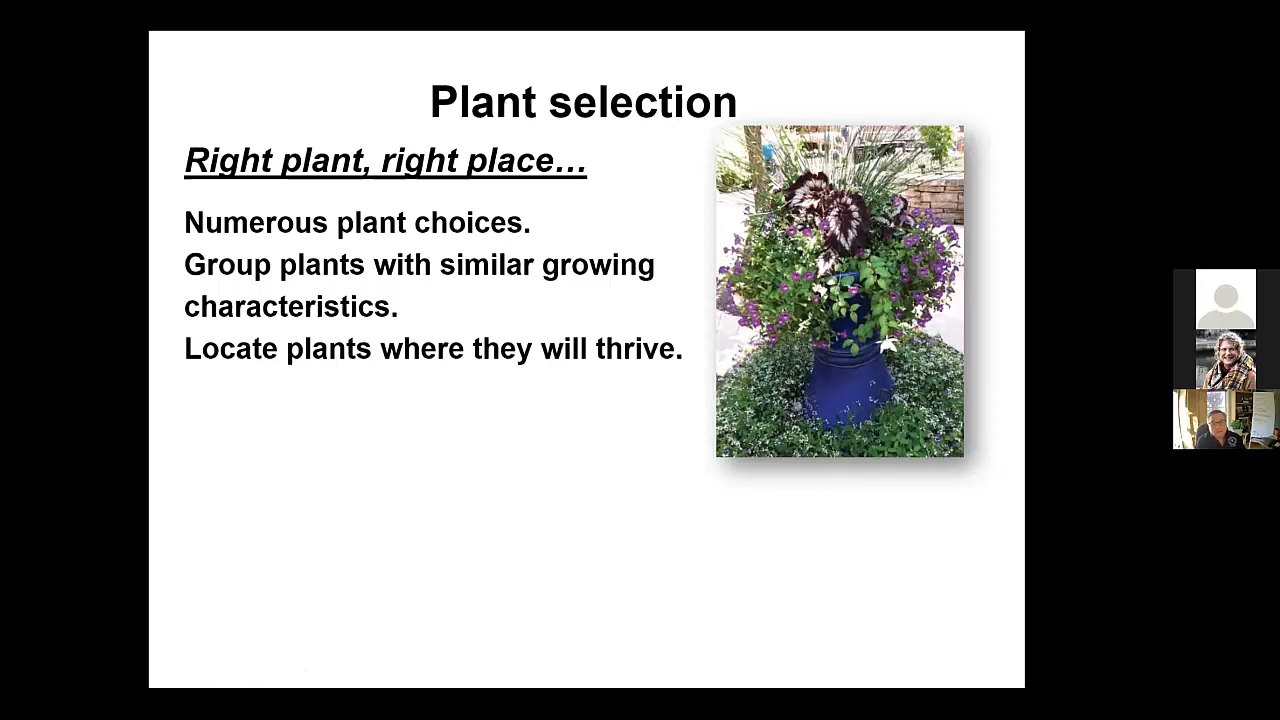 Plant selection
Right plant, right place…
Numerous plant choices.
Group plants with similar growing
characteristics.
Locate plants where they will thrive.